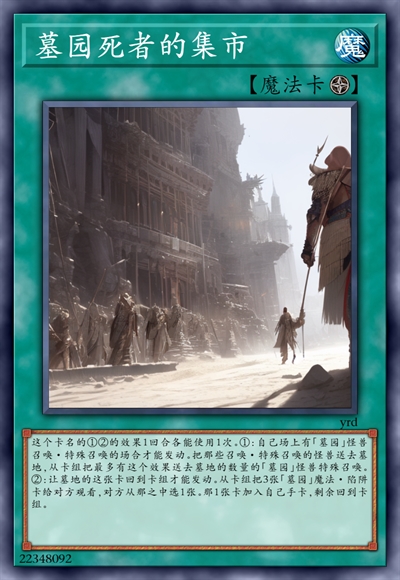 墓园死者的集市
魔
【魔法卡】
yrd
这个卡名的①②的效果1回合各能使用1次。①:自己场上有「墓园」怪兽
召唤・特殊召唤的场合才能发动。把那些召唤・特殊召唤的怪兽送去墓
地,从卡组把最多有这个效果送去墓地的数量的「墓园」怪兽特殊召唤。
②:让墓地的这张卡回到卡组才能发动。从卡组把3张「墓园」魔法・陷阱
卡给对方观看,对方从那之中选1张。那1张卡加入自己手卡,剩余回到卡
组。
22348092